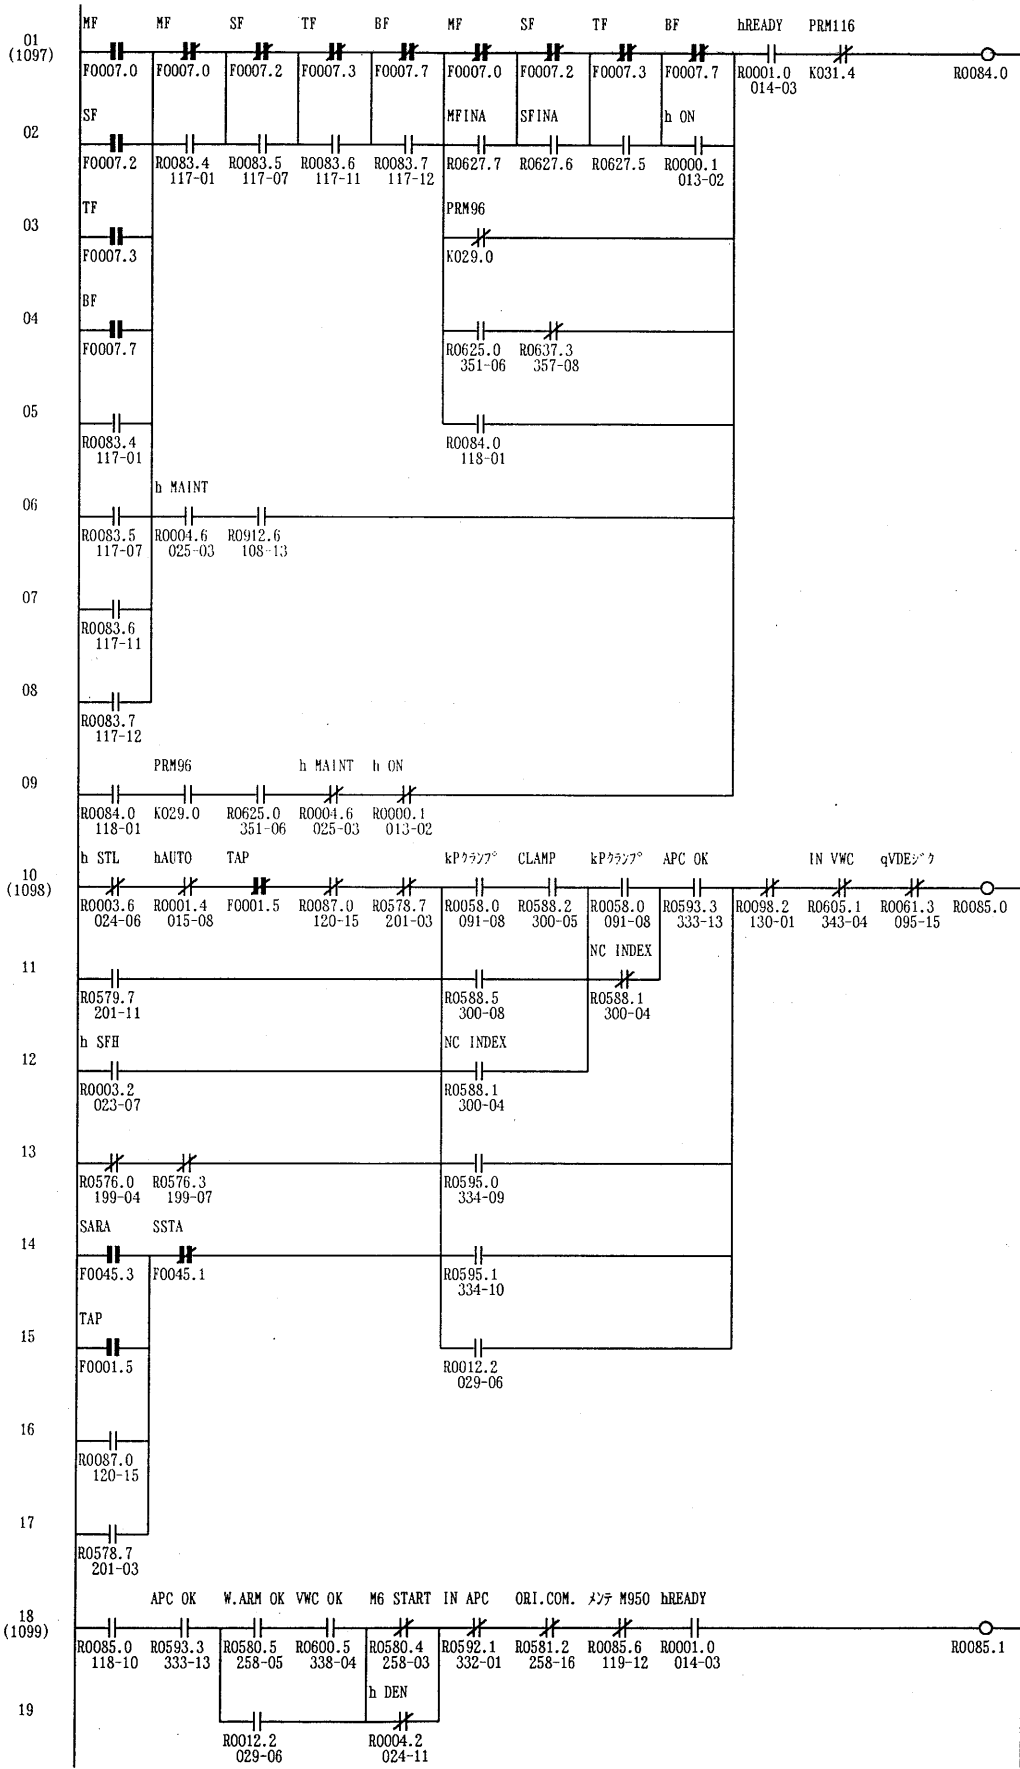 MF MF SF TF BF MF SF TF BF hREADY PRM116
01
(1097)
F0007.0 F0007.0 F0007.2 F0007.3 F0007.7 F0007.0 F0007.2 F0007.3 F0007.7 R0001.0 K031.4 R0084.0
014-03
SF MFINA SFINA h ON
02
F0007.2 R0083.4 R0083.5 R0083.6 R0083.7 R0627.7 R0627.6 R0627.5 R0000.1
117-01 117-07 117-11 117-12 013-02
TF PRM96
03
F0007.3 K029.0
BF
04
F0007.7 R0625.0 R0637.3
351-06 357-08
05
R0083.4 R0084.0
117-01 118-01
h MAINT
06
R0083.5 R0004.6 R0912.6
117-07 025-03 108-13
07
R0083.6
117-11
08
R0083.7
117-12
PRM96 h MAINT h ON
09
R0084.0 K029.0 R0625.0 R0004.6 R0000.1
118-01 351-06 025-03 013-02
h STL hAUTO TAP kPクランプ CLAMP kPクランプ APC OK IN VWC qVDEジク
10
(1098)
R0003.6 R0001.4 F0001.5 R0087.0 R0578.7 R0058.0 R0588.2 R0058.0 R0593.3 R0098.2 R0605.1 R0061.3 R0085.0
024-06 015-08 120-15 201-03 091-08 300-05 091-08 333-13 130-01 343-04 095-15
NC INDEX
11
R0579.7 R0588.5 R0588.1
201-11 300-08 300-04
h SFH NC INDEX
12
R0003.2 R0588.1
023-07 300-04
13
R0576.0 R0576.3 R0595.0
199-04 199-07 334-09
SARA SSTA
14
F0045.3 F0045.1 R0595.1
334-10
TAP
15
F0001.5 R0012.2
029-06
16
R0087.0
120-15
17
R0578.7
201-03
APC OK W.ARM OK VWC OK M6 START IN APC ORI.COM. メンテ M950 hREADY
18
(1099)
R0085.0 R0593.3 R0580.5 R0600.5 R0580.4 R0592.1 R0581.2 R0085.6 R0001.0 R0085.1
118-10 333-13 258-05 338-04 258-03 332-01 258-16 119-12 014-03
h DEN
19
R0012.2 R0004.2
029-06 024-11